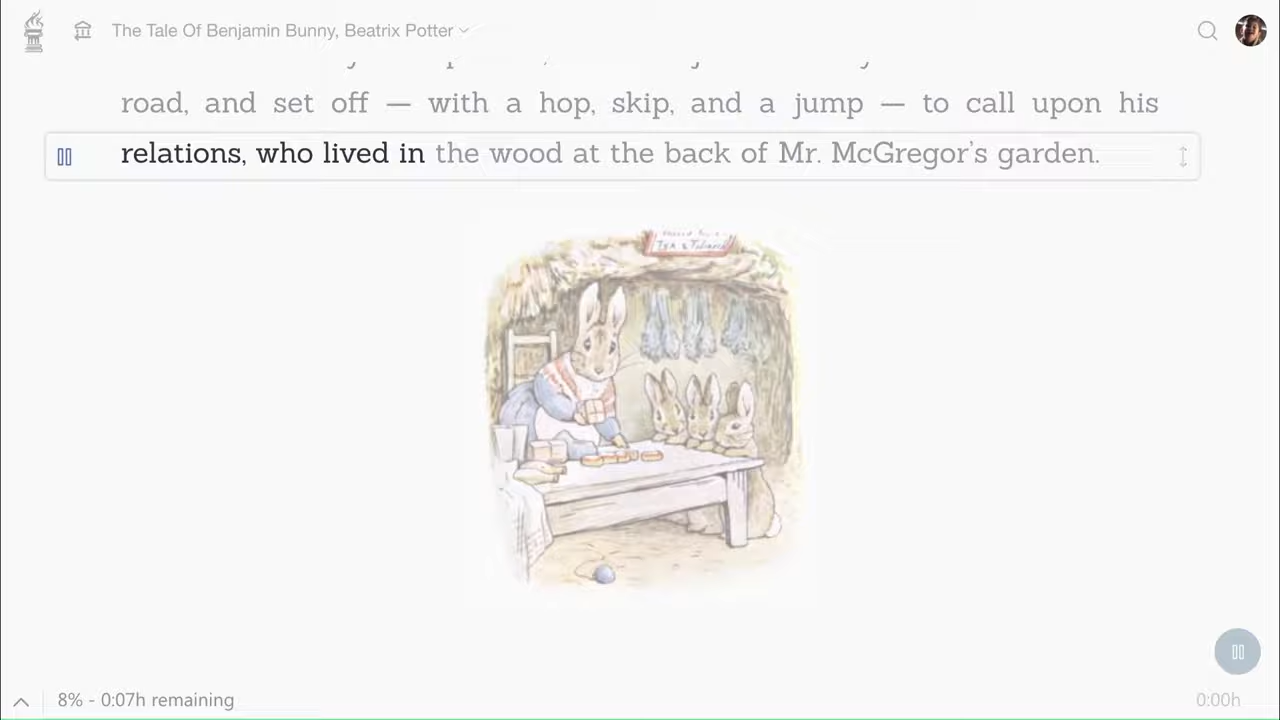 The Tale Of Benjamin Bunny, Beatrix Potter
road, and set off — with a hop, skip, and a jump — to call upon his
relations, who lived in the wood at the back of Mr. McGregor's garden.
8% - 0:07h remaining
0:00h